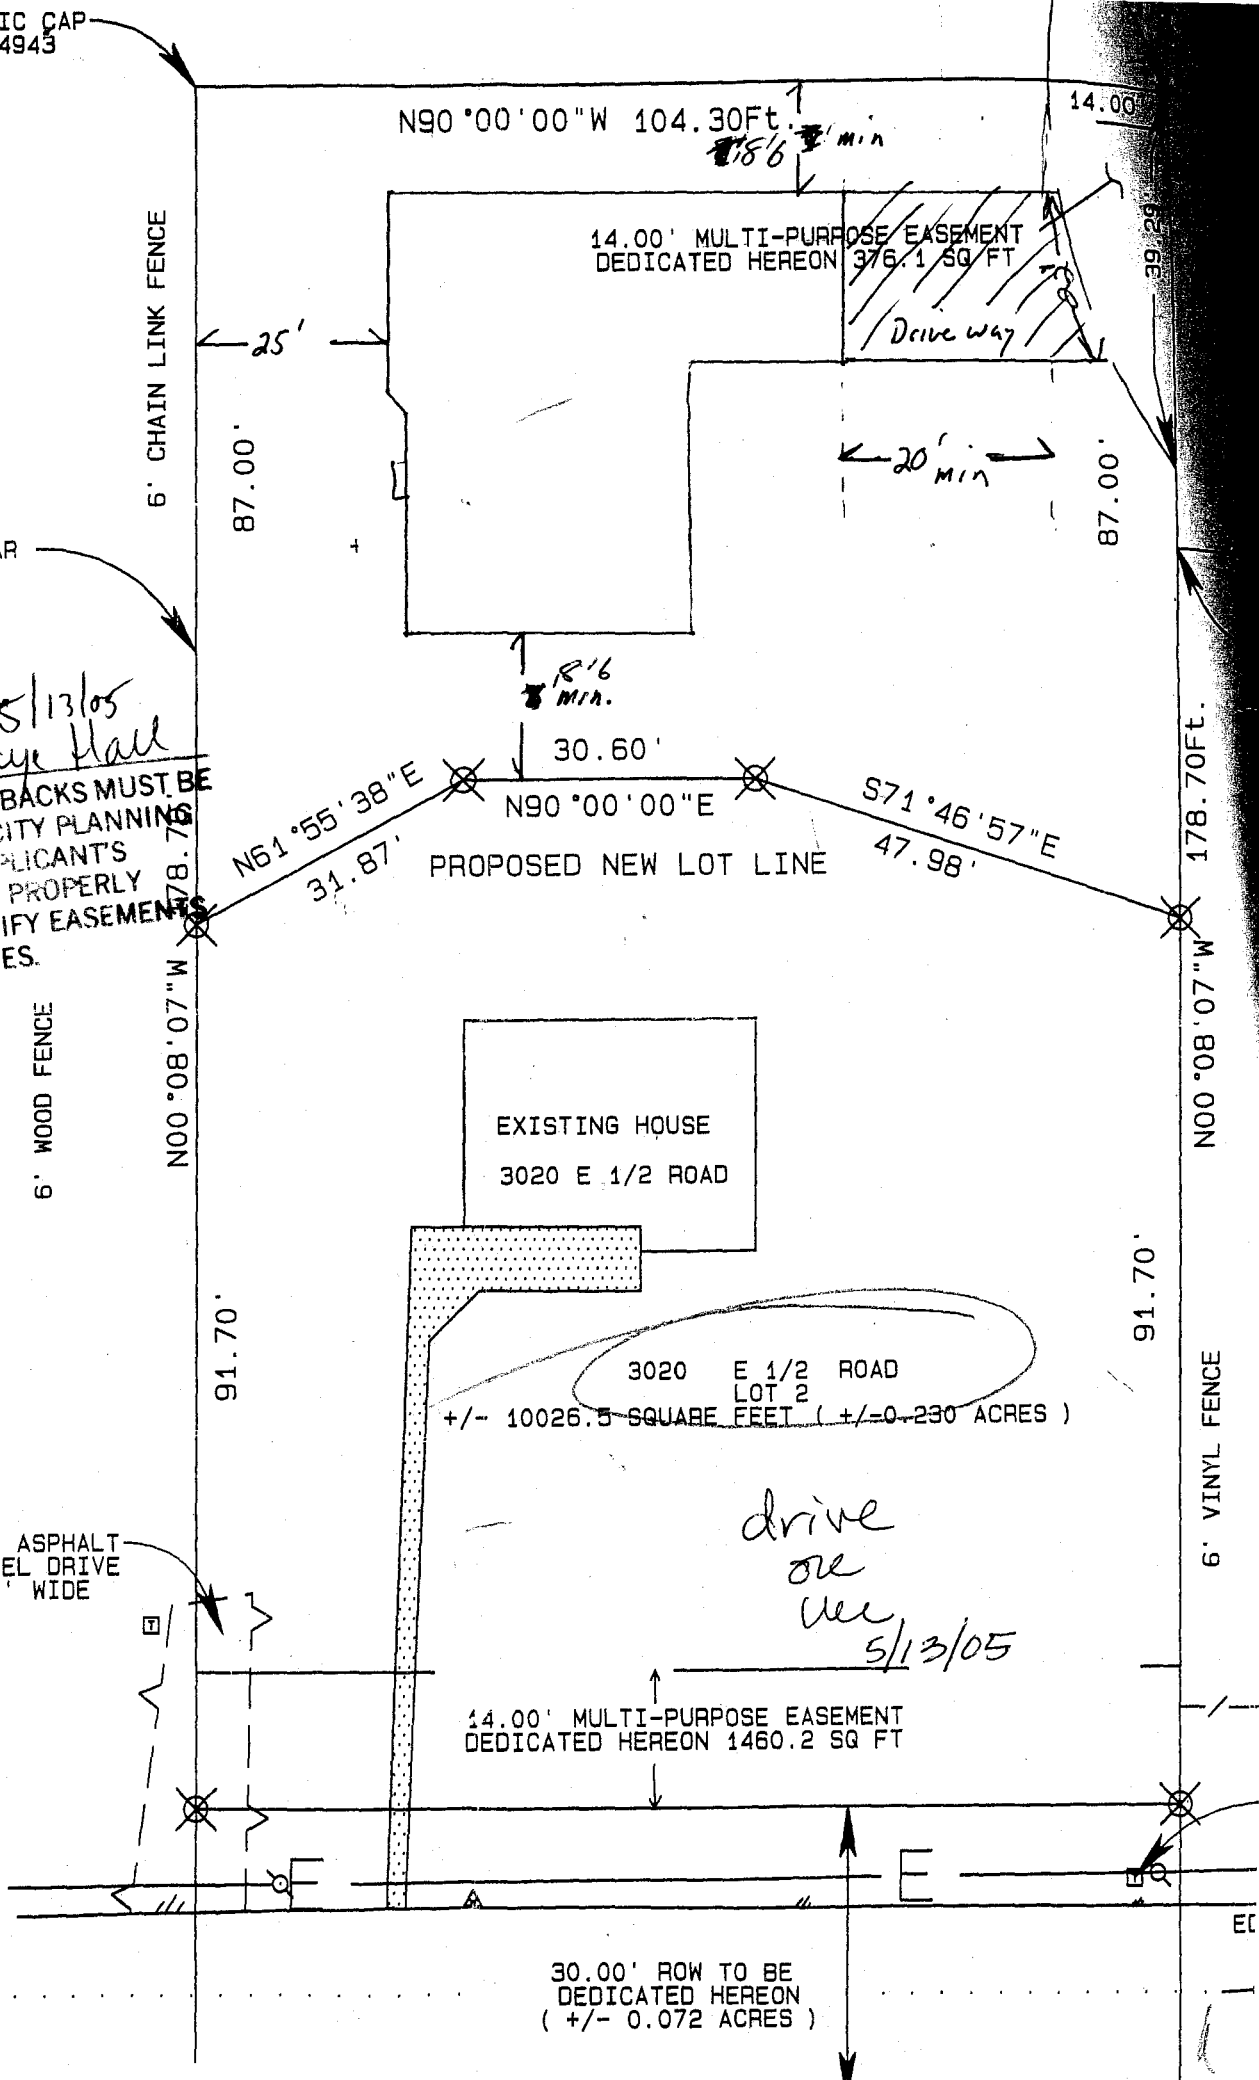 IC CAP
4943
N90°00'00"W 104.30Ft.
8'6 min
14.00'
39.29'
14.00' MULTI-PURPOSE EASEMENT
DEDICATED HEREON 376.1 SQ FT
Drive way
6' CHAIN LINK FENCE
25'
87.00'
20' min
87.00'
AR
8'6
min.
5/13/05
Hall
BACKS MUST BE
CITY PLANNING
PLICANT'S
PROPERLY
IFY EASEMENTS
ES.
30.60'
N90°00'00"E
N61°55'38"E
31.87'
S71°46'57"E
47.98'
PROPOSED NEW LOT LINE
178.70Ft.
N00°08'07"W
N00°08'07"W
6' WOOD FENCE
EXISTING HOUSE
3020 E 1/2 ROAD
91.70'
91.70'
3020 E 1/2 ROAD
LOT 2
+/- 10026.5 SQUARE FEET ( +/-0.230 ACRES )
6' VINYL FENCE
drive
5/13/05
ASPHALT
EL DRIVE
' WIDE
T
14.00' MULTI-PURPOSE EASEMENT
DEDICATED HEREON 1460.2 SQ FT
E
E
T
30.00' ROW TO BE
DEDICATED HEREON
( +/- 0.072 ACRES )